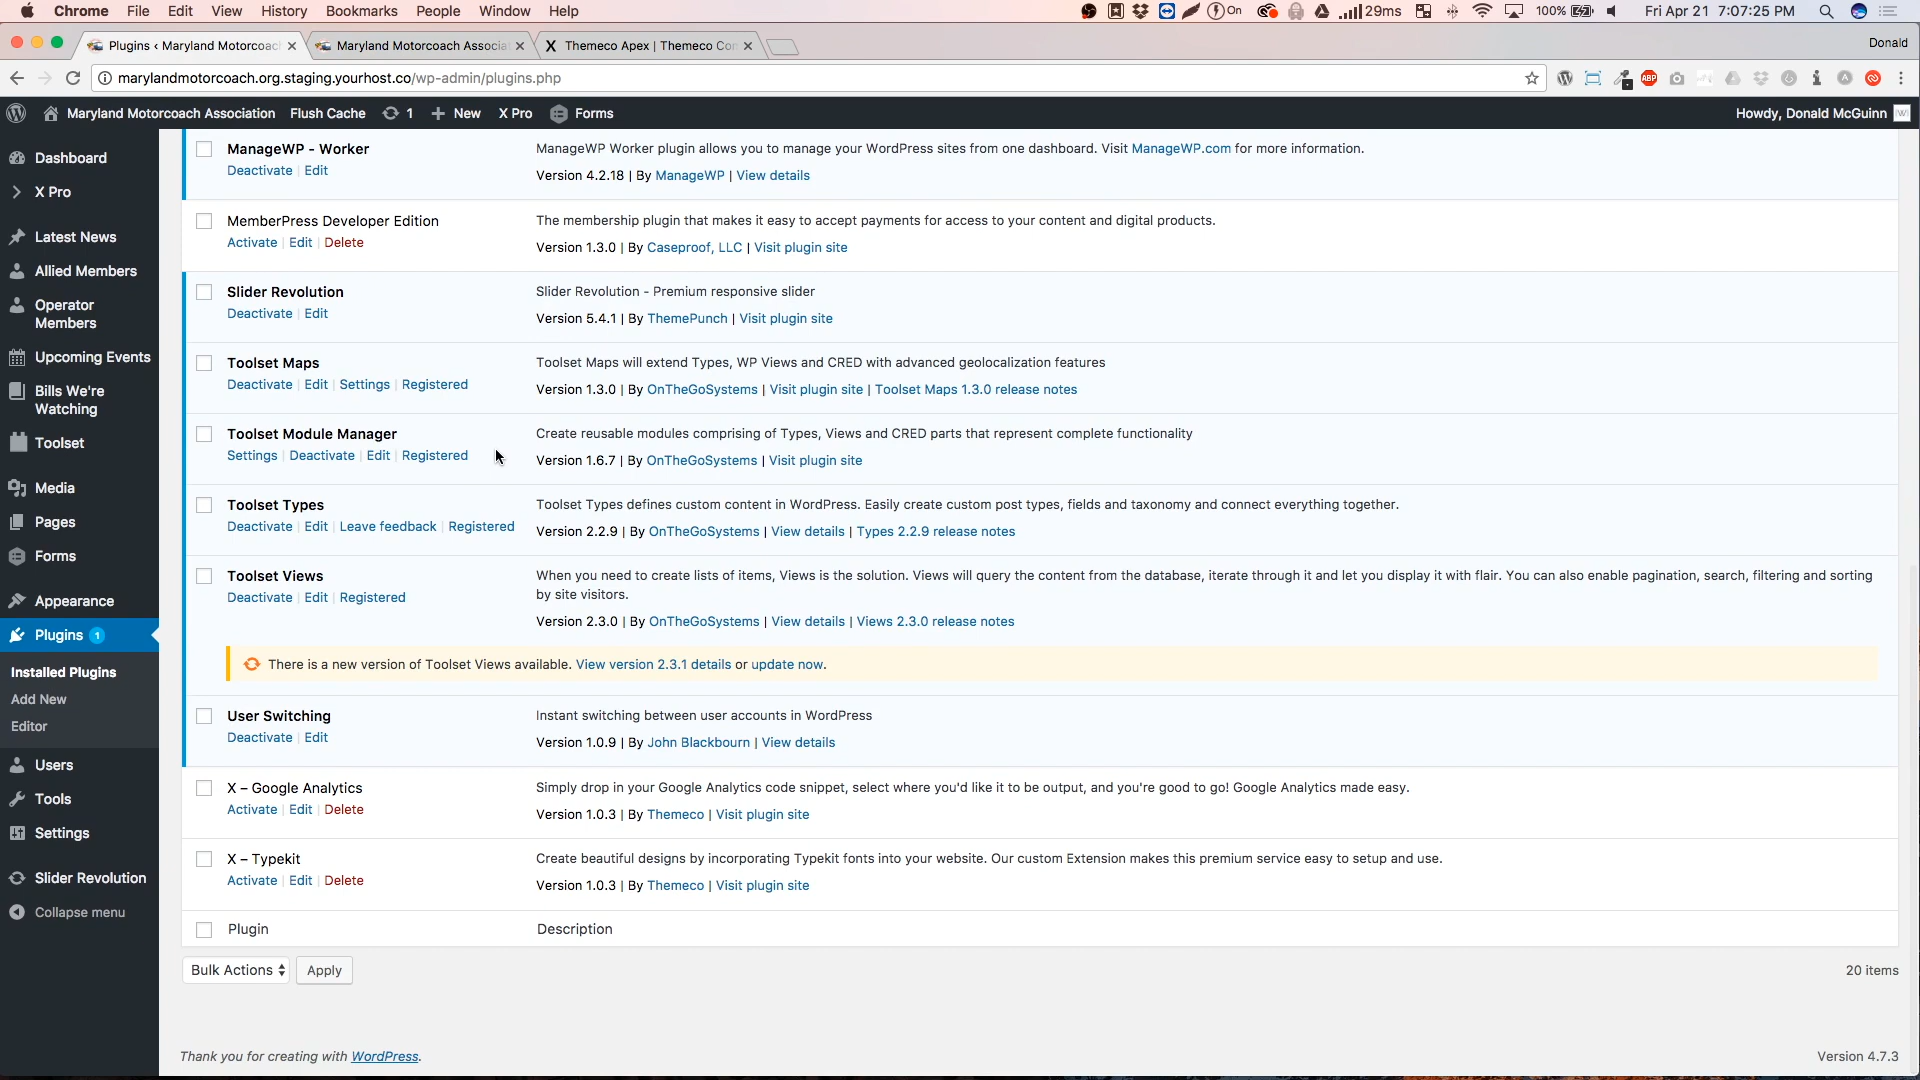 Chrome File Edit View History Bookmarks People Window Help On 29ms 100% Fri Apr 21 7:07:25 PM
Plugins ‹ Maryland Motorcoac Maryland Motorcoach Associa Themeco Apex | Themeco Con Donald
marylandmotorcoach.org.staging.yourhost.co/wp-admin/plugins.php ABP
Maryland Motorcoach Association Flush Cache 1 New X Pro Forms Howdy, Donald McGuinn
Dashboard
X Pro
Latest News
Allied Members
Operator
Members
Upcoming Events
Bills We're
Watching
Toolset
Media
Pages
Forms
Appearance
Plugins 1
Installed Plugins
Add New
Editor
Users
Tools
Settings
Slider Revolution
Collapse menu
ManageWP - Worker
Deactivate | Edit
ManageWP Worker plugin allows you to manage your WordPress sites from one dashboard. Visit ManageWP.com for more information.
Version 4.2.18 | By ManageWP | View details
MemberPress Developer Edition
Activate | Edit | Delete
The membership plugin that makes it easy to accept payments for access to your content and digital products.
Version 1.3.0 | By Caseproof, LLC | Visit plugin site
Slider Revolution
Deactivate | Edit
Slider Revolution - Premium responsive slider
Version 5.4.1 | By ThemePunch | Visit plugin site
Toolset Maps
Deactivate | Edit | Settings | Registered
Toolset Maps will extend Types, WP Views and CRED with advanced geolocalization features
Version 1.3.0 | By OnTheGoSystems | Visit plugin site | Toolset Maps 1.3.0 release notes
Toolset Module Manager
Settings | Deactivate | Edit | Registered
Create reusable modules comprising of Types, Views and CRED parts that represent complete functionality
Version 1.6.7 | By OnTheGoSystems | Visit plugin site
Toolset Types
Deactivate | Edit | Leave feedback | Registered
Toolset Types defines custom content in WordPress. Easily create custom post types, fields and taxonomy and connect everything together.
Version 2.2.9 | By OnTheGoSystems | View details | Types 2.2.9 release notes
Toolset Views
Deactivate | Edit | Registered
When you need to create lists of items, Views is the solution. Views will query the content from the database, iterate through it and let you display it with flair. You can also enable pagination, search, filtering and sorting
by site visitors.
Version 2.3.0 | By OnTheGoSystems | View details | Views 2.3.0 release notes
There is a new version of Toolset Views available. View version 2.3.1 details or update now.
User Switching
Deactivate | Edit
Instant switching between user accounts in WordPress
Version 1.0.9 | By John Blackbourn | View details
X – Google Analytics
Activate | Edit | Delete
Simply drop in your Google Analytics code snippet, select where you'd like it to be output, and you're good to go! Google Analytics made easy.
Version 1.0.3 | By Themeco | Visit plugin site
X – Typekit
Activate | Edit | Delete
Create beautiful designs by incorporating Typekit fonts into your website. Our custom Extension makes this premium service easy to setup and use.
Version 1.0.3 | By Themeco | Visit plugin site
Plugin Description
Bulk Actions Apply 20 items
Thank you for creating with WordPress. Version 4.7.3